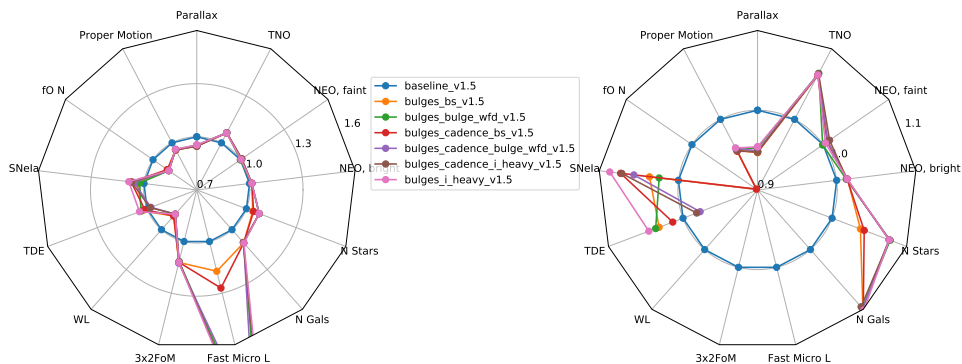 Parallax
Proper Motion
TNO
fO N
NEO, faint
1.6
1.3
SNeIa
1.0
NEO, bright
0.7
TDE
N Stars
WL
N Gals
3x2FoM
Fast Micro L
baseline_v1.5
bulges_bs_v1.5
bulges_bulge_wfd_v1.5
bulges_cadence_bs_v1.5
bulges_cadence_bulge_wfd_v1.5
bulges_cadence_i_heavy_v1.5
bulges_i_heavy_v1.5
Parallax
Proper Motion
TNO
fO N
NEO, faint
1.1
SNeIa
1.0
NEO, bright
0.9
TDE
N Stars
WL
N Gals
3x2FoM
Fast Micro L